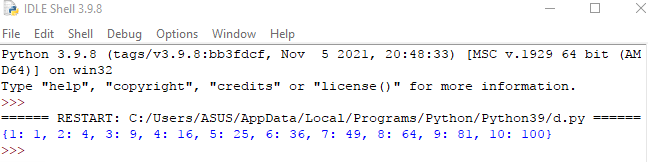 IDLE Shell 3.9.8
File Edit Shell Debug Options Window Help
Python 3.9.8 (tags/v3.9.8:bb3fdcf, Nov  5 2021, 20:48:33) [MSC v.1929 64 bit (AM
D64)] on win32
Type "help", "copyright", "credits" or "license()" for more information.
>>>
====== RESTART: C:/Users/ASUS/AppData/Local/Programs/Python/Python39/d.py ======
{1: 1, 2: 4, 3: 9, 4: 16, 5: 25, 6: 36, 7: 49, 8: 64, 9: 81, 10: 100}
>>>